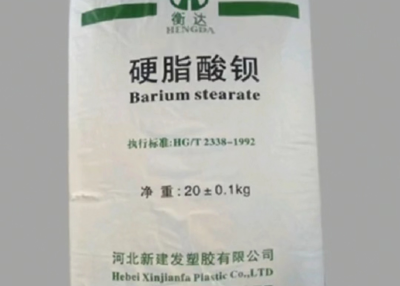 衡达
HENGDA
硬脂酸钡
Barium stearate
执行标准:HG/T 2338-1992
净 重:20±0.1kg
河北新建发塑胶有限公司
Hebei Xinjianfa Plastic Co.,LTD